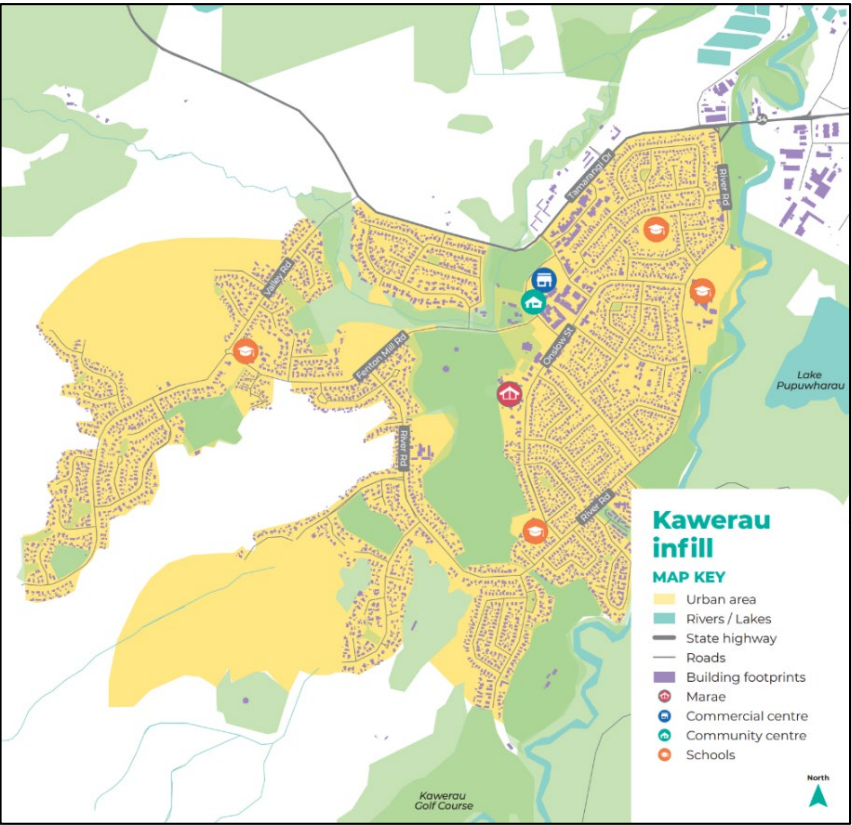 34
Tamarangi Dr
River Rd
Valley Rd
Onslow St
Fenton Mill Rd
Lake
Pupuwharau
River Rd
River Rd
Kawerau
infill
MAP KEY
Urban area
Rivers / Lakes
State highway
Roads
Building footprints
Marae
Commercial centre
Community centre
Schools
North
Kawerau
Golf Course